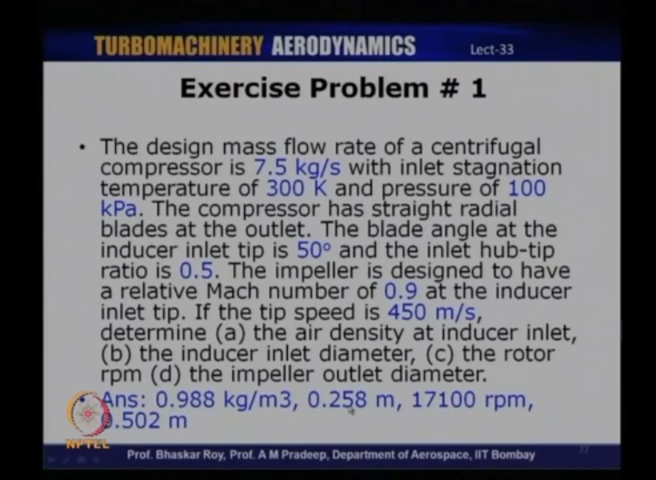 TURBOMACHINERY AERODYNAMICS Lect-33
Exercise Problem # 1
• The design mass flow rate of a centrifugal
compressor is 7.5 kg/s with inlet stagnation
temperature of 300 K and pressure of 100
kPa. The compressor has straight radial
blades at the outlet. The blade angle at the
inducer inlet tip is 50º and the inlet hub-tip
ratio is 0.5. The impeller is designed to have
a relative Mach number of 0.9 at the inducer
inlet tip. If the tip speed is 450 m/s,
determine (a) the air density at inducer inlet,
(b) the inducer inlet diameter, (c) the rotor
rpm (d) the impeller outlet diameter.
• Ans: 0.988 kg/m3, 0.258 m, 17100 rpm,
0.502 m
NPTEL
Prof. Bhaskar Roy, Prof. A M Pradeep, Department of Aerospace, IIT Bombay